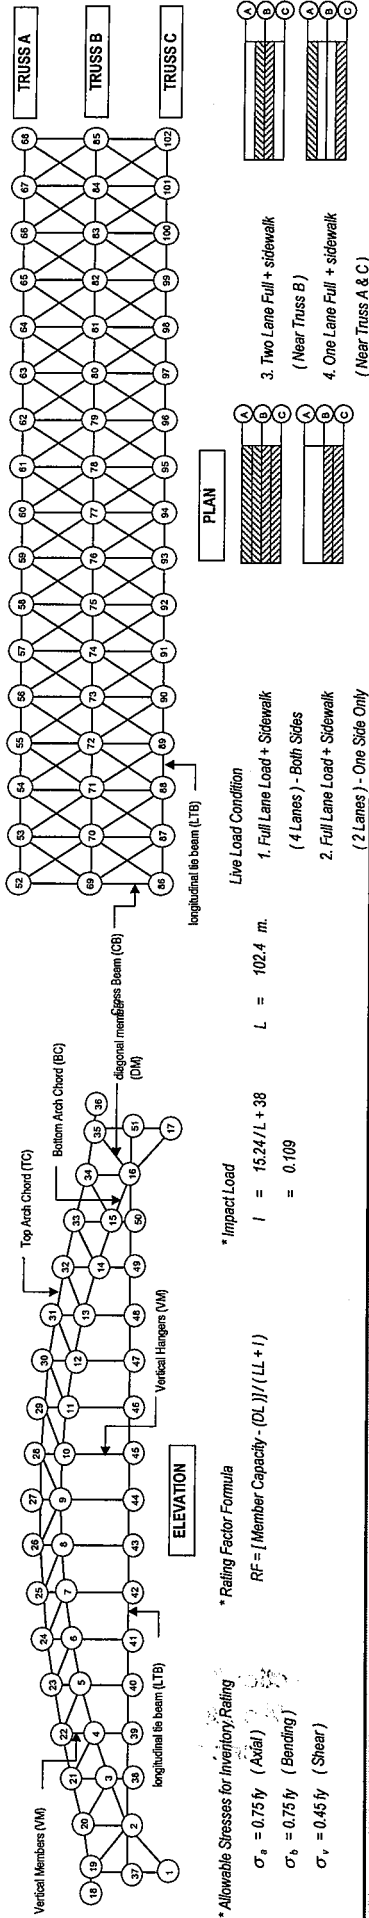 Vertical Members (VM)
Top Arch Chord (TC)
Bottom Arch Chord (BC)
18 19 20 21 22 23 24 25 26 27 28 29 30 31 32 33 34 35 36
1 2 3 4 5 6 7 8 9 10 11 12 13 14 15 16 17
37 38 39 40 41 42 43 44 45 46 47 48 49 50 51
diagonal member
(DM)
Cross Beam (CB)
longitudinal tie beam (LTB)
Vertical Hangers (VM)
ELEVATION
52 53 54 55 56 57 58 59 60 61 62 63 64 65 66 67 68
TRUSS A
69 70 71 72 73 74 75 76 77 78 79 80 81 82 83 84 85
TRUSS B
86 87 88 89 90 91 92 93 94 95 96 97 98 99 100 101 102
TRUSS C
longitudinal tie beam (LTB)
PLAN
* Allowable Stresses for Inventory Rating
σa = 0.75 fy ( Axial )
σb = 0.75 fy ( Bending )
σv = 0.45 fy ( Shear )
* Rating Factor Formula
RF = [ Member Capacity - (DL )] / ( LL + I )
* Impact Load
I = 15.24 / L + 38 L = 102.4 m.
= 0.109
Live Load Condition
1. Full Lane Load + Sidewalk
( 4 Lanes ) - Both Sides
A
B
C
2. Full Lane Load + Sidewalk
( 2 Lanes ) - One Side Only
A
B
C
3. Two Lane Full + sidewalk
( Near Truss B )
A
B
C
4. One Lane Full + sidewalk
( Near Truss A & C )
A
B
C